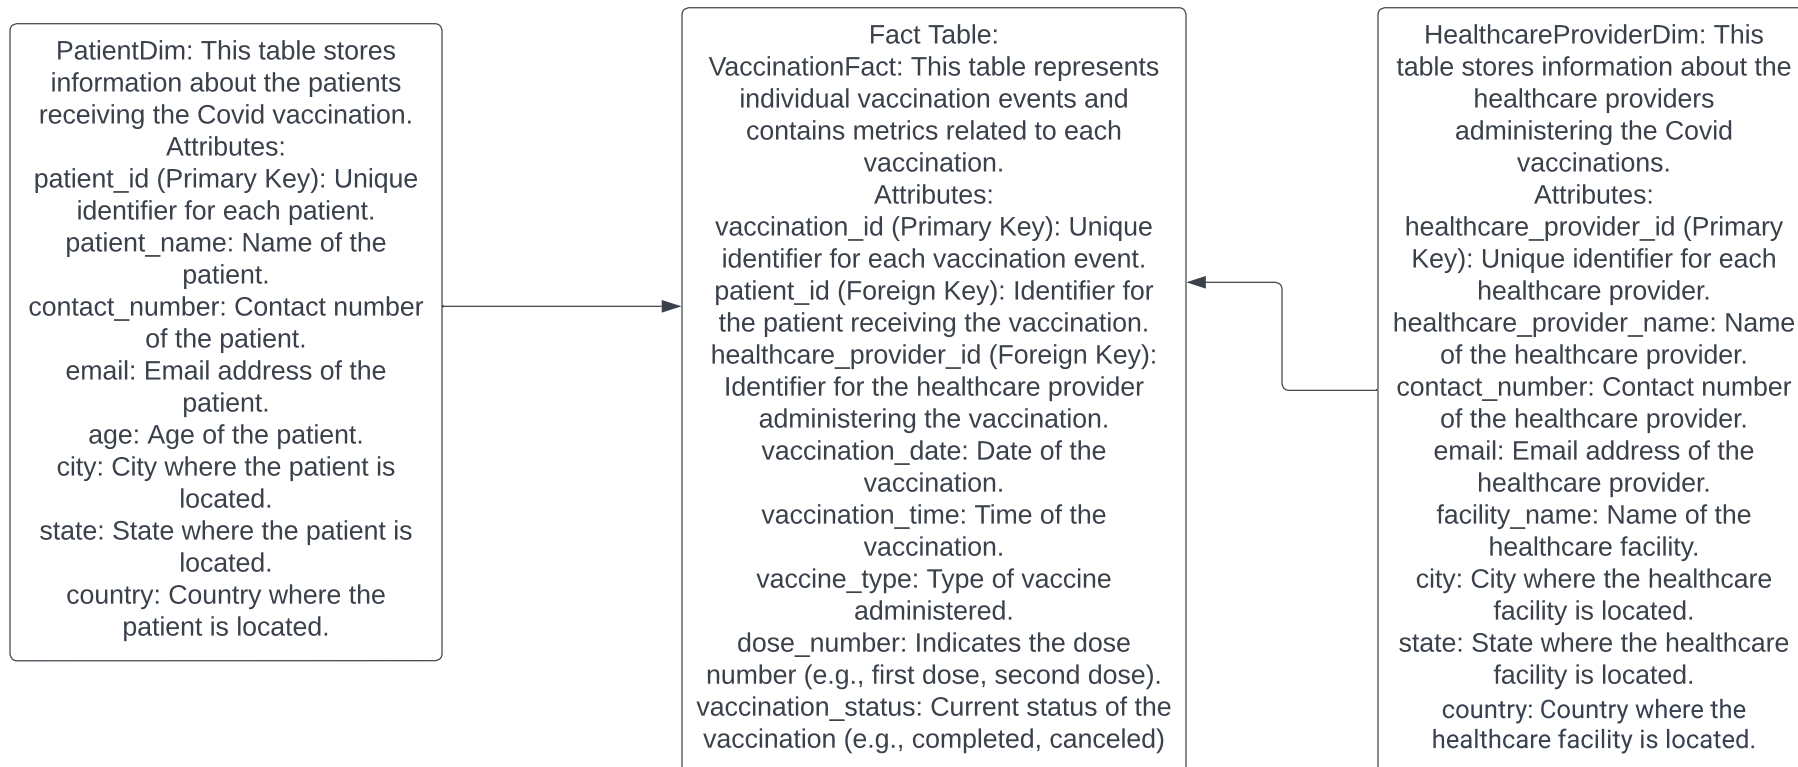 PatientDim: This table stores
information about the patients
receiving the Covid vaccination.
Attributes:
patient_id (Primary Key): Unique
identifier for each patient.
patient_name: Name of the
patient.
contact_number: Contact number
of the patient.
email: Email address of the
patient.
age: Age of the patient.
city: City where the patient is
located.
state: State where the patient is
located.
country: Country where the
patient is located.
Fact Table:
VaccinationFact: This table represents
individual vaccination events and
contains metrics related to each
vaccination.
Attributes:
vaccination_id (Primary Key): Unique
identifier for each vaccination event.
patient_id (Foreign Key): Identifier for
the patient receiving the vaccination.
healthcare_provider_id (Foreign Key):
Identifier for the healthcare provider
administering the vaccination.
vaccination_date: Date of the
vaccination.
vaccination_time: Time of the
vaccination.
vaccine_type: Type of vaccine
administered.
dose_number: Indicates the dose
number (e.g., first dose, second dose).
vaccination_status: Current status of the
vaccination (e.g., completed, canceled)
HealthcareProviderDim: This
table stores information about the
healthcare providers
administering the Covid
vaccinations.
Attributes:
healthcare_provider_id (Primary
Key): Unique identifier for each
healthcare provider.
healthcare_provider_name: Name
of the healthcare provider.
contact_number: Contact number
of the healthcare provider.
email: Email address of the
healthcare provider.
facility_name: Name of the
healthcare facility.
city: City where the healthcare
facility is located.
state: State where the healthcare
facility is located.
country: Country where the
healthcare facility is located.